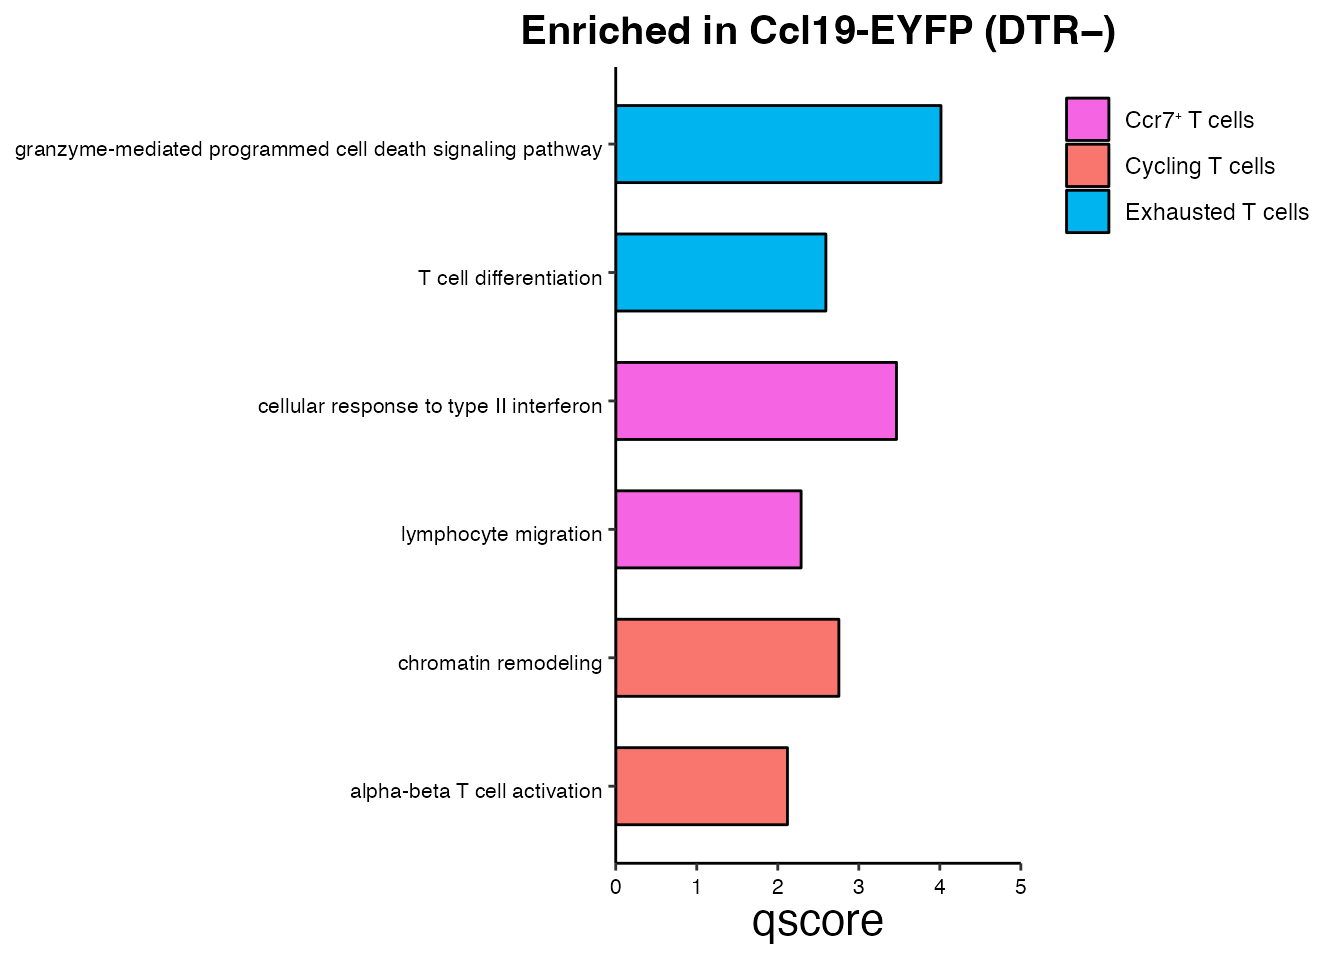 Enriched in Ccl19-EYFP (DTR–)
granzyme-mediated programmed cell death signaling pathway
T cell differentiation
cellular response to type II interferon
lymphocyte migration
chromatin remodeling
alpha-beta T cell activation
0 1 2 3 4 5
qscore
Ccr7⁺ T cells
Cycling T cells
Exhausted T cells